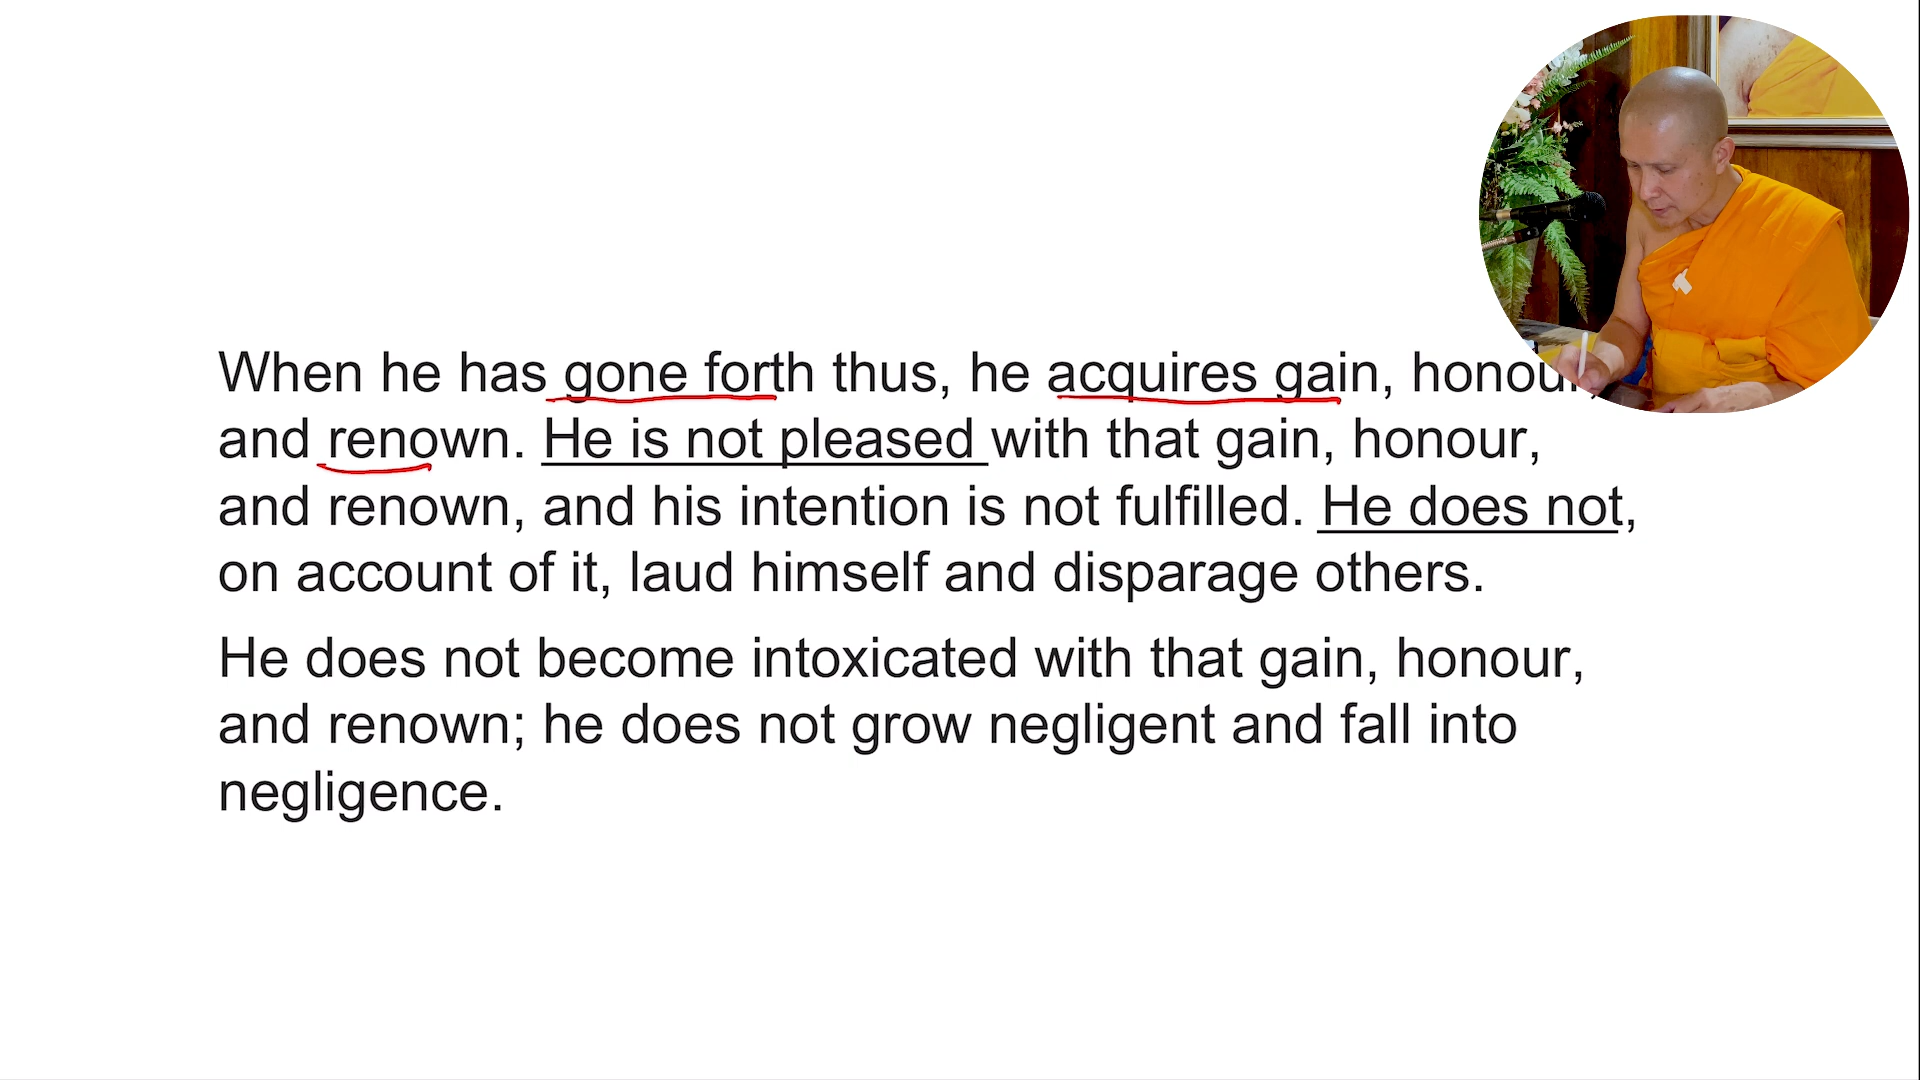 When he has gone forth thus, he acquires gain, honour,
and renown. He is not pleased with that gain, honour,
and renown, and his intention is not fulfilled. He does not,
on account of it, laud himself and disparage others.
He does not become intoxicated with that gain, honour,
and renown; he does not grow negligent and fall into
negligence.